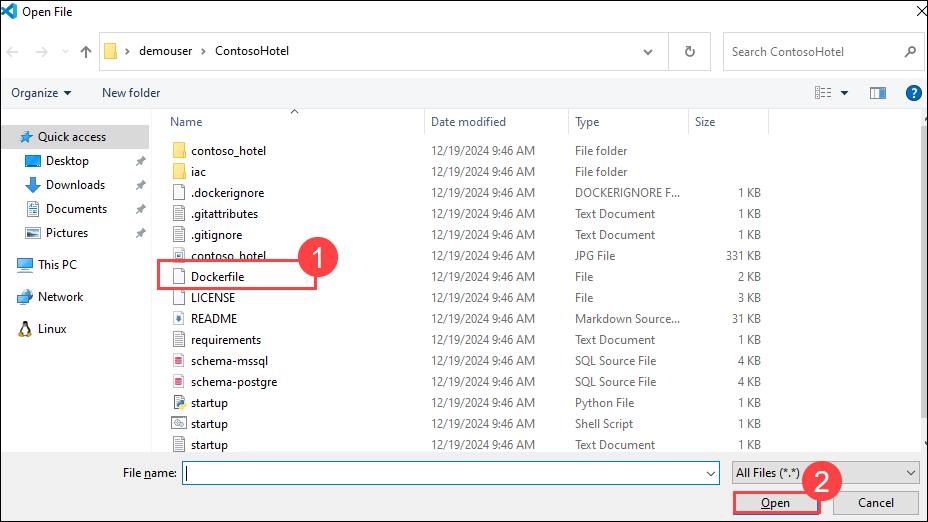 Open File
demouser > ContosoHotel
Search ContosoHotel
Organize
New folder
?
Name Date modified Type Size
Quick access
Desktop
Downloads
Documents
Pictures
This PC
Network
Linux
contoso_hotel 12/19/2024 9:46 AM File folder
iac 12/19/2024 9:46 AM File folder
.dockerignore 12/19/2024 9:46 AM DOCKERIGNORE F... 1 KB
.gitattributes 12/19/2024 9:46 AM Text Document 1 KB
.gitignore 12/19/2024 9:46 AM Text Document 1 KB
contoso_hotel 12/19/2024 9:46 AM JPG File 331 KB
1
Dockerfile 12/19/2024 9:46 AM File 2 KB
LICENSE 12/19/2024 9:46 AM File 3 KB
README 12/19/2024 9:46 AM Markdown Source... 31 KB
requirements 12/19/2024 9:46 AM Text Document 1 KB
schema-mssql 12/19/2024 9:46 AM SQL Source File 4 KB
schema-postgre 12/19/2024 9:46 AM SQL Source File 4 KB
startup 12/19/2024 9:46 AM Python File 1 KB
startup 12/19/2024 9:46 AM Shell Script 1 KB
startup 12/19/2024 9:46 AM Text Document 1 KB
File name:
All Files (*.*)
2
Open
Cancel